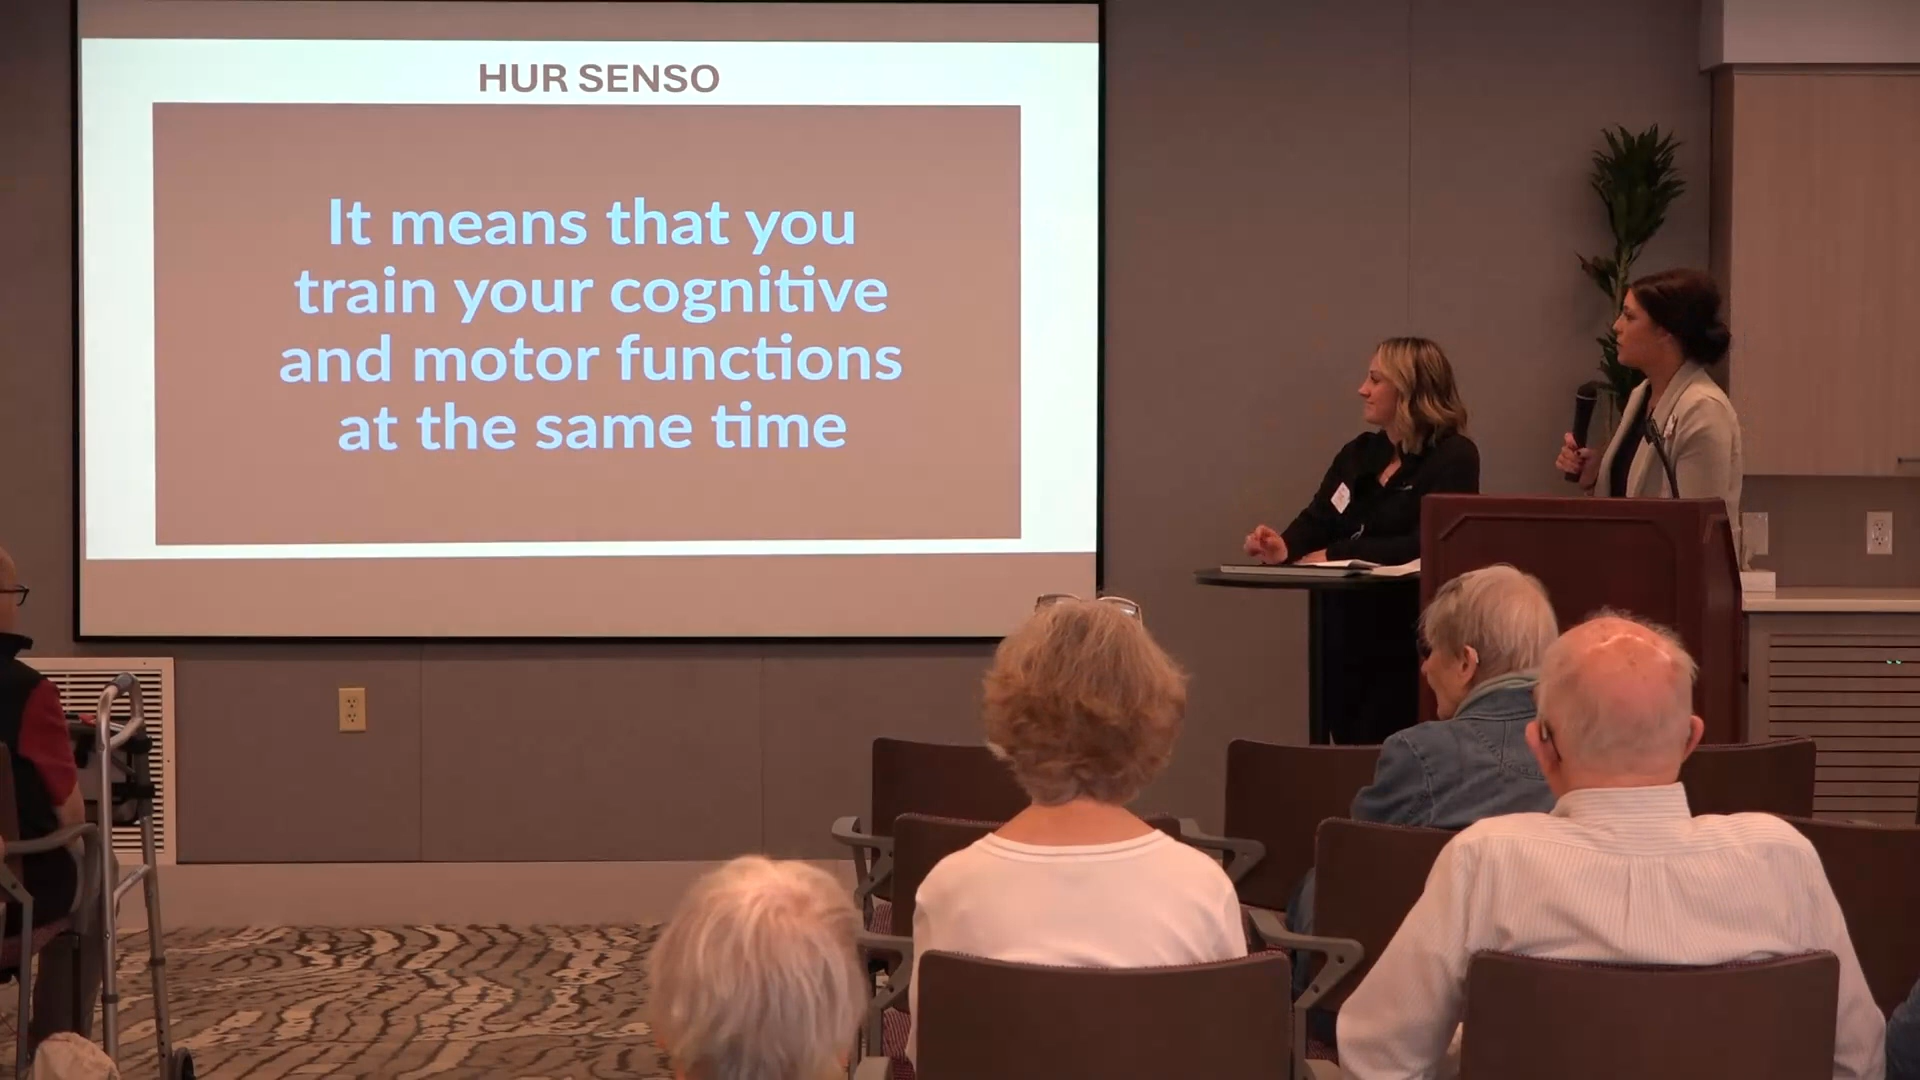 HUR SENSO
It means that you
train your cognitive
and motor functions
at the same time